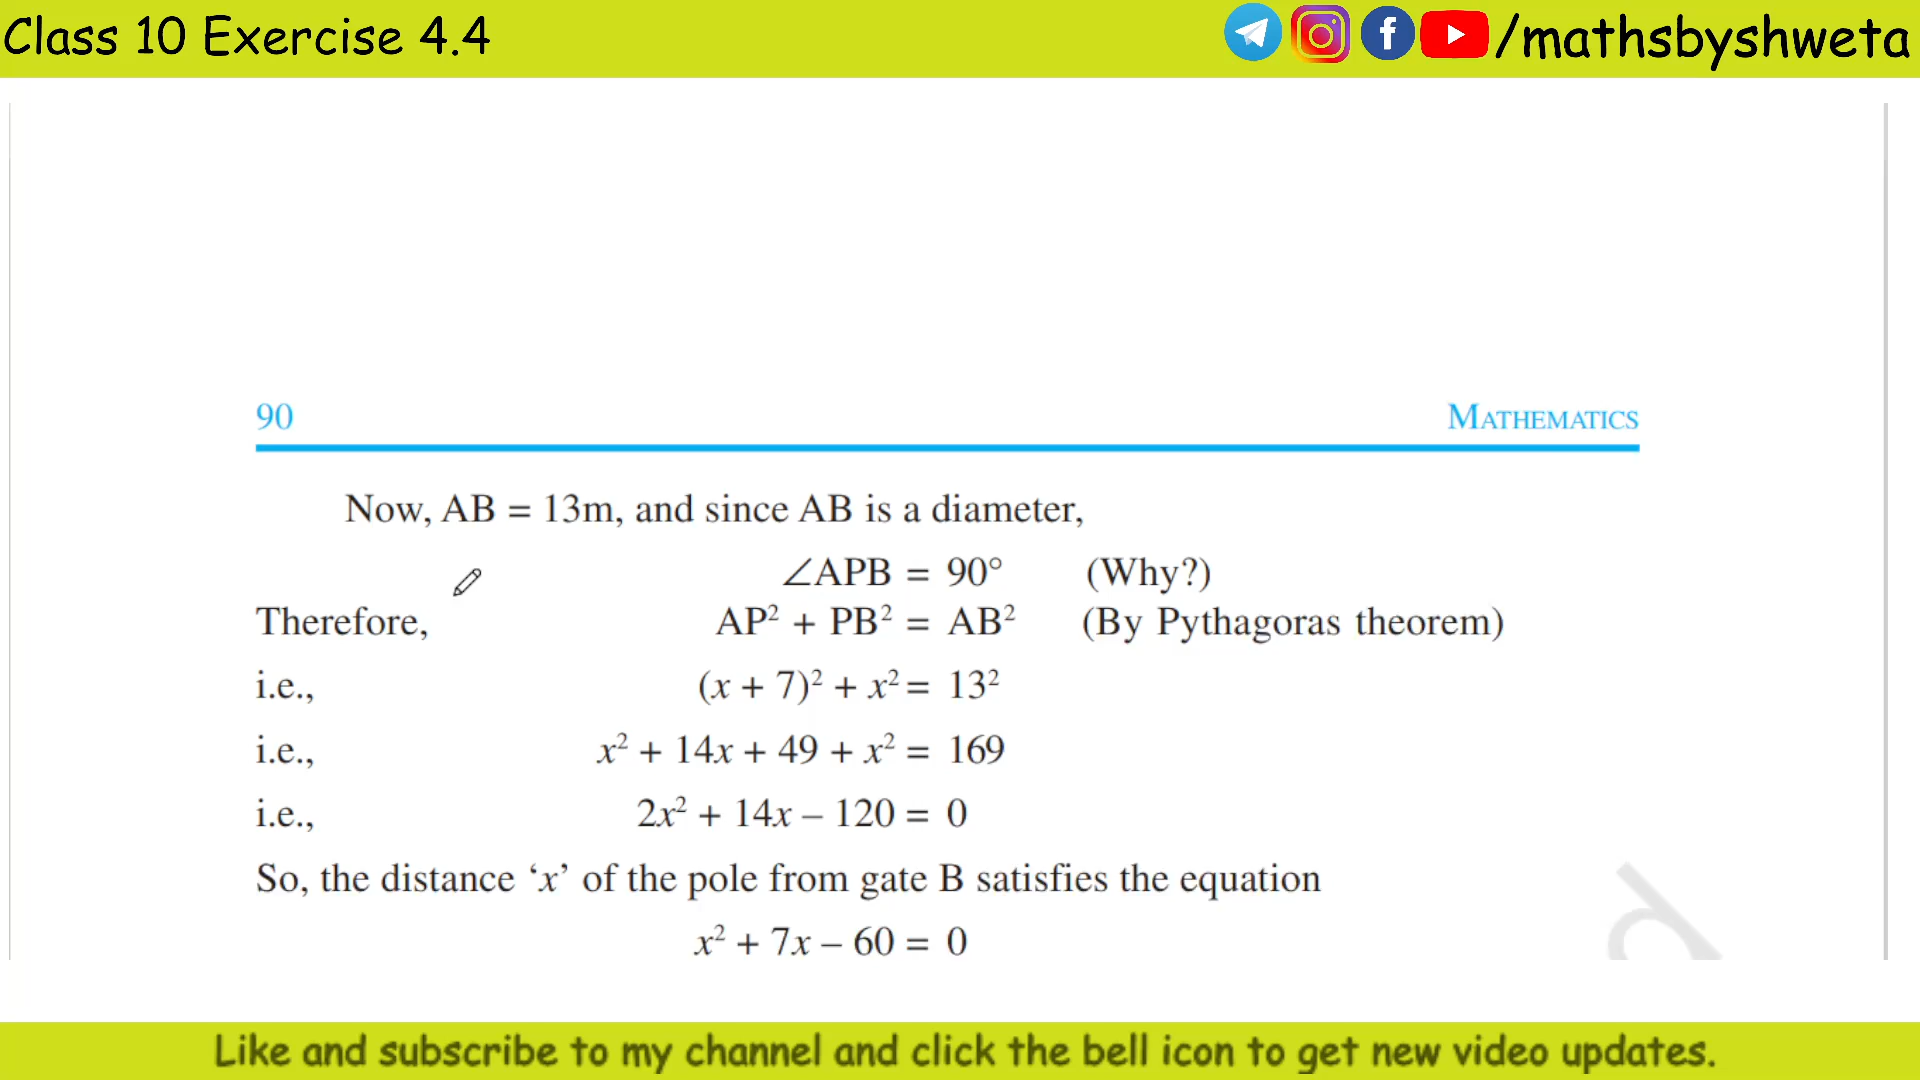 Class 10 Exercise 4.4
/mathsbyshweta
90 MATHEMATICS
Now, AB = 13m, and since AB is a diameter,
∠APB = 90° (Why?)
Therefore, AP² + PB² = AB² (By Pythagoras theorem)
i.e., (x + 7)² + x² = 13²
i.e., x² + 14x + 49 + x² = 169
i.e., 2x² + 14x – 120 = 0
So, the distance ‘x’ of the pole from gate B satisfies the equation
x² + 7x – 60 = 0
Like and subscribe to my channel and click the bell icon to get new video updates.